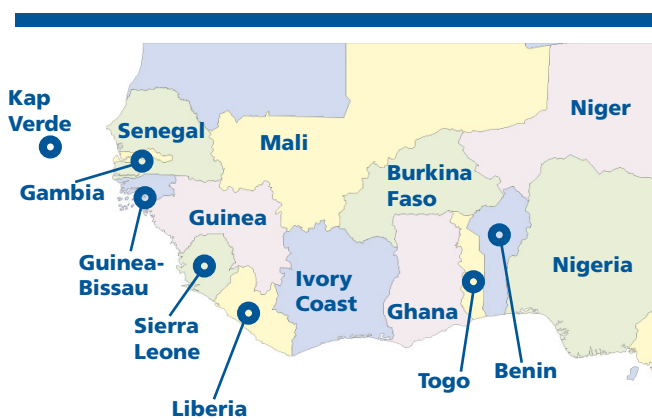 Kap
Verde
Senegal
Gambia
Mali
Niger
Burkina
Faso
Guinea
Guinea-
Bissau
Ivory
Coast
Ghana
Nigeria
Sierra
Leone
Togo
Benin
Liberia